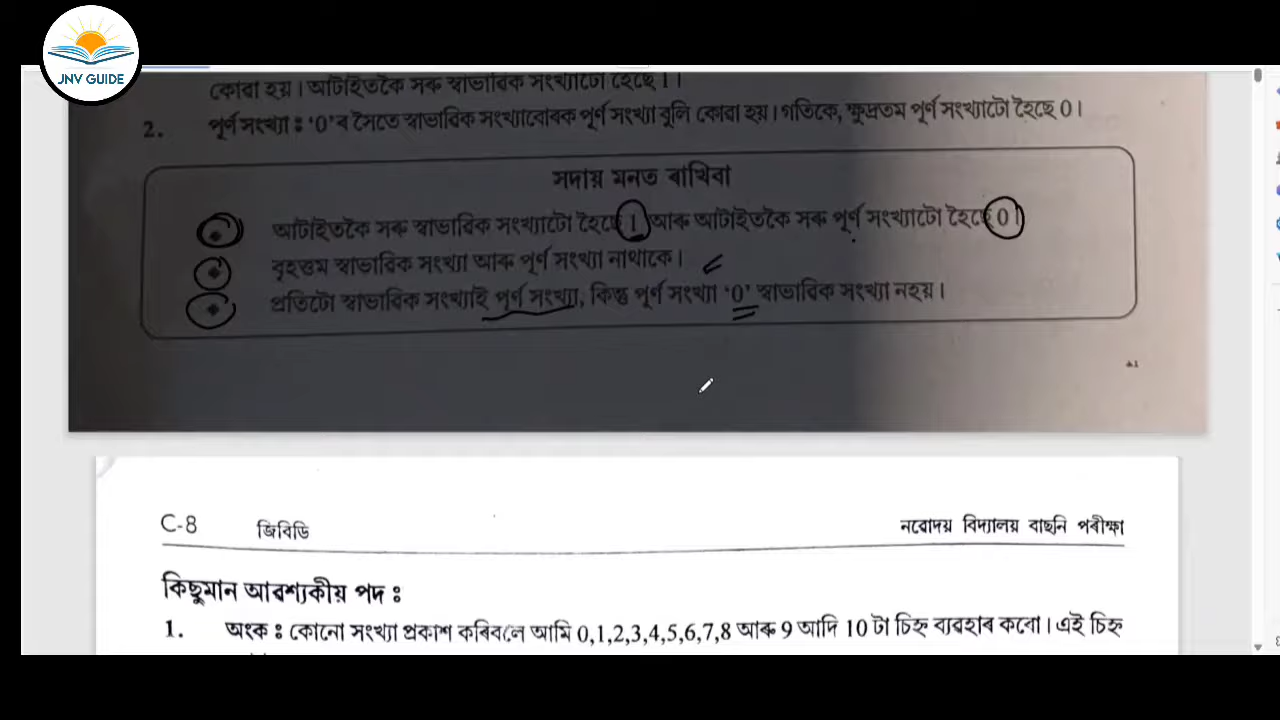 JNV GUIDE
কোৱা হয়। আটাইতকৈ সৰু স্বাভাৱিক সংখ্যাটো হৈছে 1।
2. পূৰ্ণ সংখ্যা ঃ '0'ৰ সৈতে স্বাভাৱিক সংখ্যাবোৰক পূৰ্ণ সংখ্যা বুলি কোৱা হয়। গতিকে, ক্ষুদ্ৰতম পূৰ্ণ সংখ্যাটো হৈছে 0।
সদায় মনত ৰাখিবা
আটাইতকৈ সৰু স্বাভাৱিক সংখ্যাটো হৈছে 1 আৰু আটাইতকৈ সৰু পূৰ্ণ সংখ্যাটো হৈছে 0।
বৃহত্তম স্বাভাৱিক সংখ্যা আৰু পূৰ্ণ সংখ্যা নাথাকে।
প্ৰতিটো স্বাভাৱিক সংখ্যাই পূৰ্ণ সংখ্যা, কিন্তু পূৰ্ণ সংখ্যা '0' স্বাভাৱিক সংখ্যা নহয়।
C-8 জিবিডি নৱোদয় বিদ্যালয় বাছনি পৰীক্ষা
কিছুমান আৱশ্যকীয় পদ ঃ
1. অংক ঃ কোনো সংখ্যা প্ৰকাশ কৰিবলৈ আমি 0,1,2,3,4,5,6,7,8 আৰু 9 আদি 10 টা চিহ্ন ব্যৱহাৰ কৰো। এই চিহ্ন